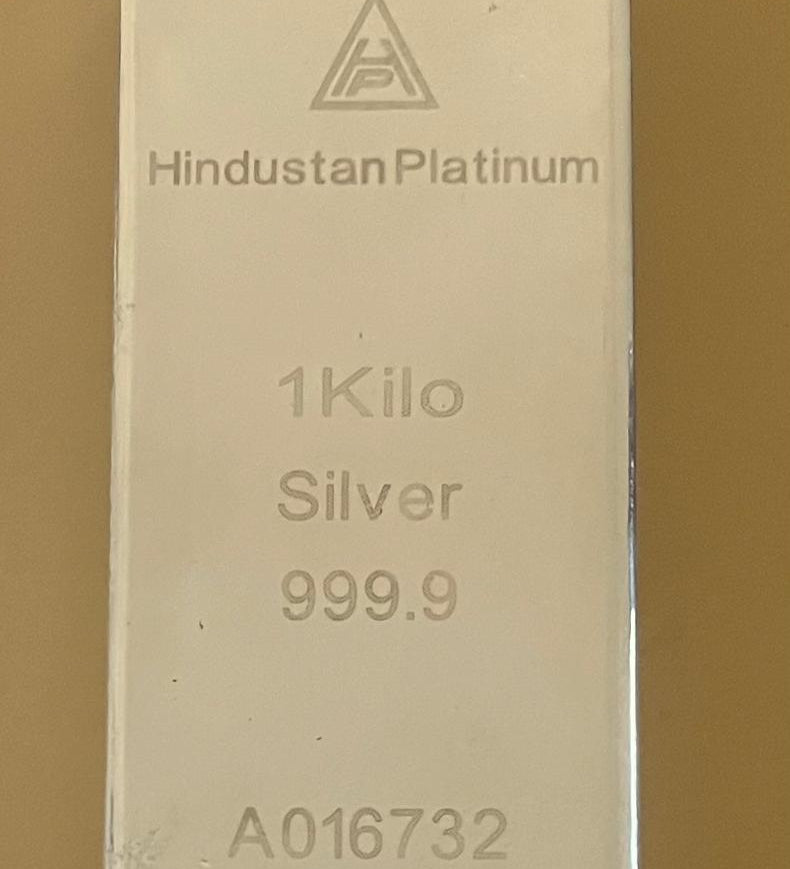 HP
Hindustan Platinum
1Kilo
Silver
999.9
A016732